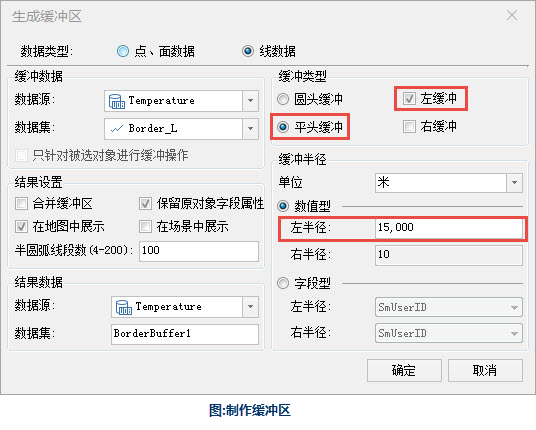 生成缓冲区
数据类型: 点、面数据 线数据
缓冲数据
数据源: Temperature
数据集: Border_L
只针对被选对象进行缓冲操作
结果设置
合并缓冲区 保留原对象字段属性
在地图中展示 在场景中展示
半圆弧线段数(4-200): 100
结果数据
数据源: Temperature
数据集: BorderBuffer1
缓冲类型
圆头缓冲 左缓冲
平头缓冲 右缓冲
缓冲半径
单位 米
数值型
左半径: 15,000
右半径: 10
字段型
左半径: SmUserID
右半径: SmUserID
确定 取消
图:制作缓冲区